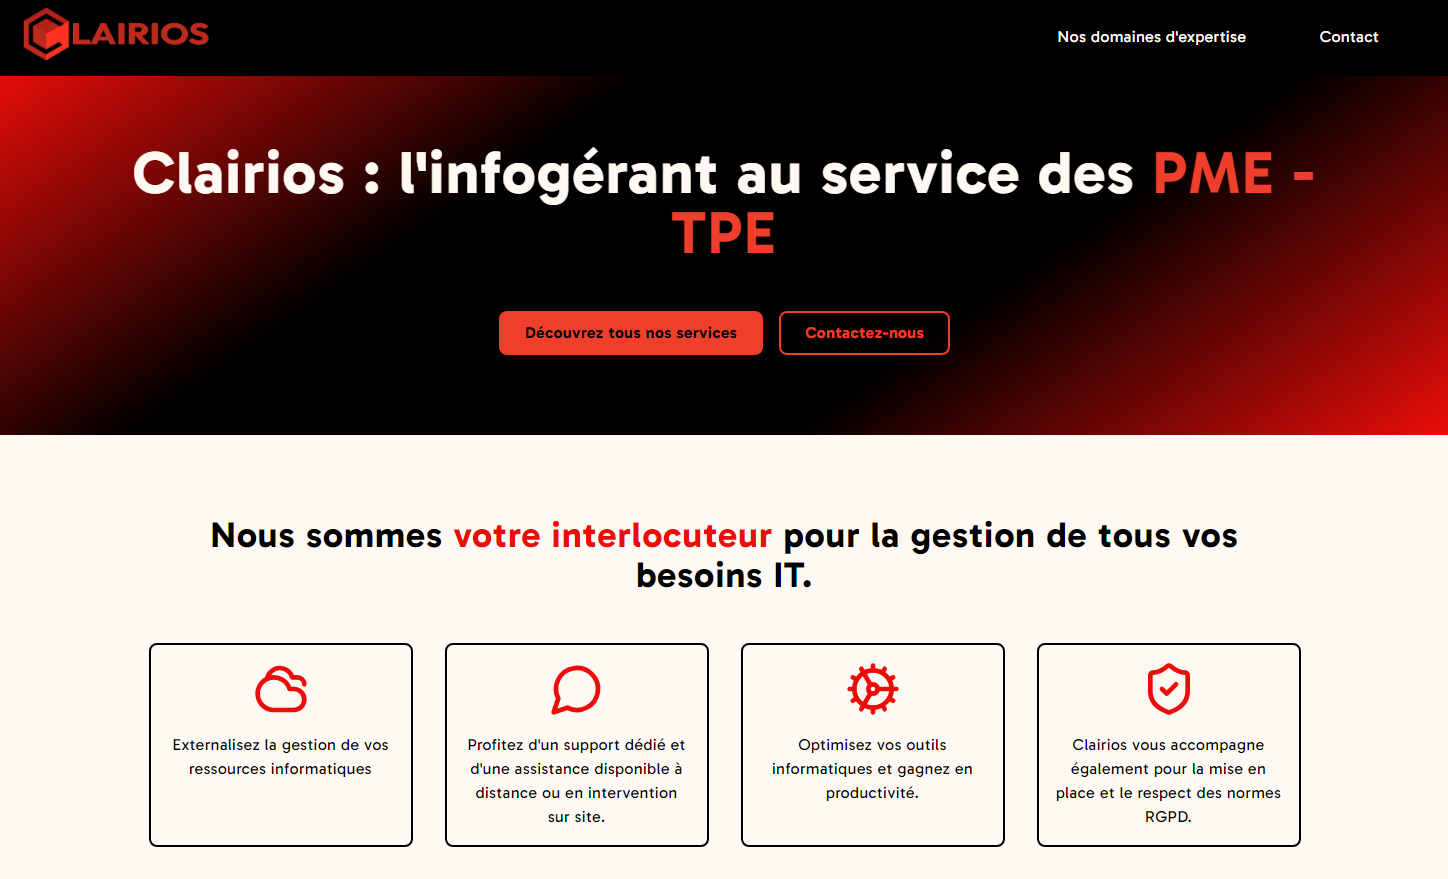 CLAIRIOS
Nos domaines d'expertise
Contact
Clairios : l'infogérant au service des PME -
TPE
Découvrez tous nos services
Contactez-nous
Nous sommes votre interlocuteur pour la gestion de tous vos
besoins IT.
Externalisez la gestion de vos
ressources informatiques
Profitez d'un support dédié et
d'une assistance disponible à
distance ou en intervention
sur site.
Optimisez vos outils
informatiques et gagnez en
productivité.
Clairios vous accompagne
également pour la mise en
place et le respect des normes
RGPD.